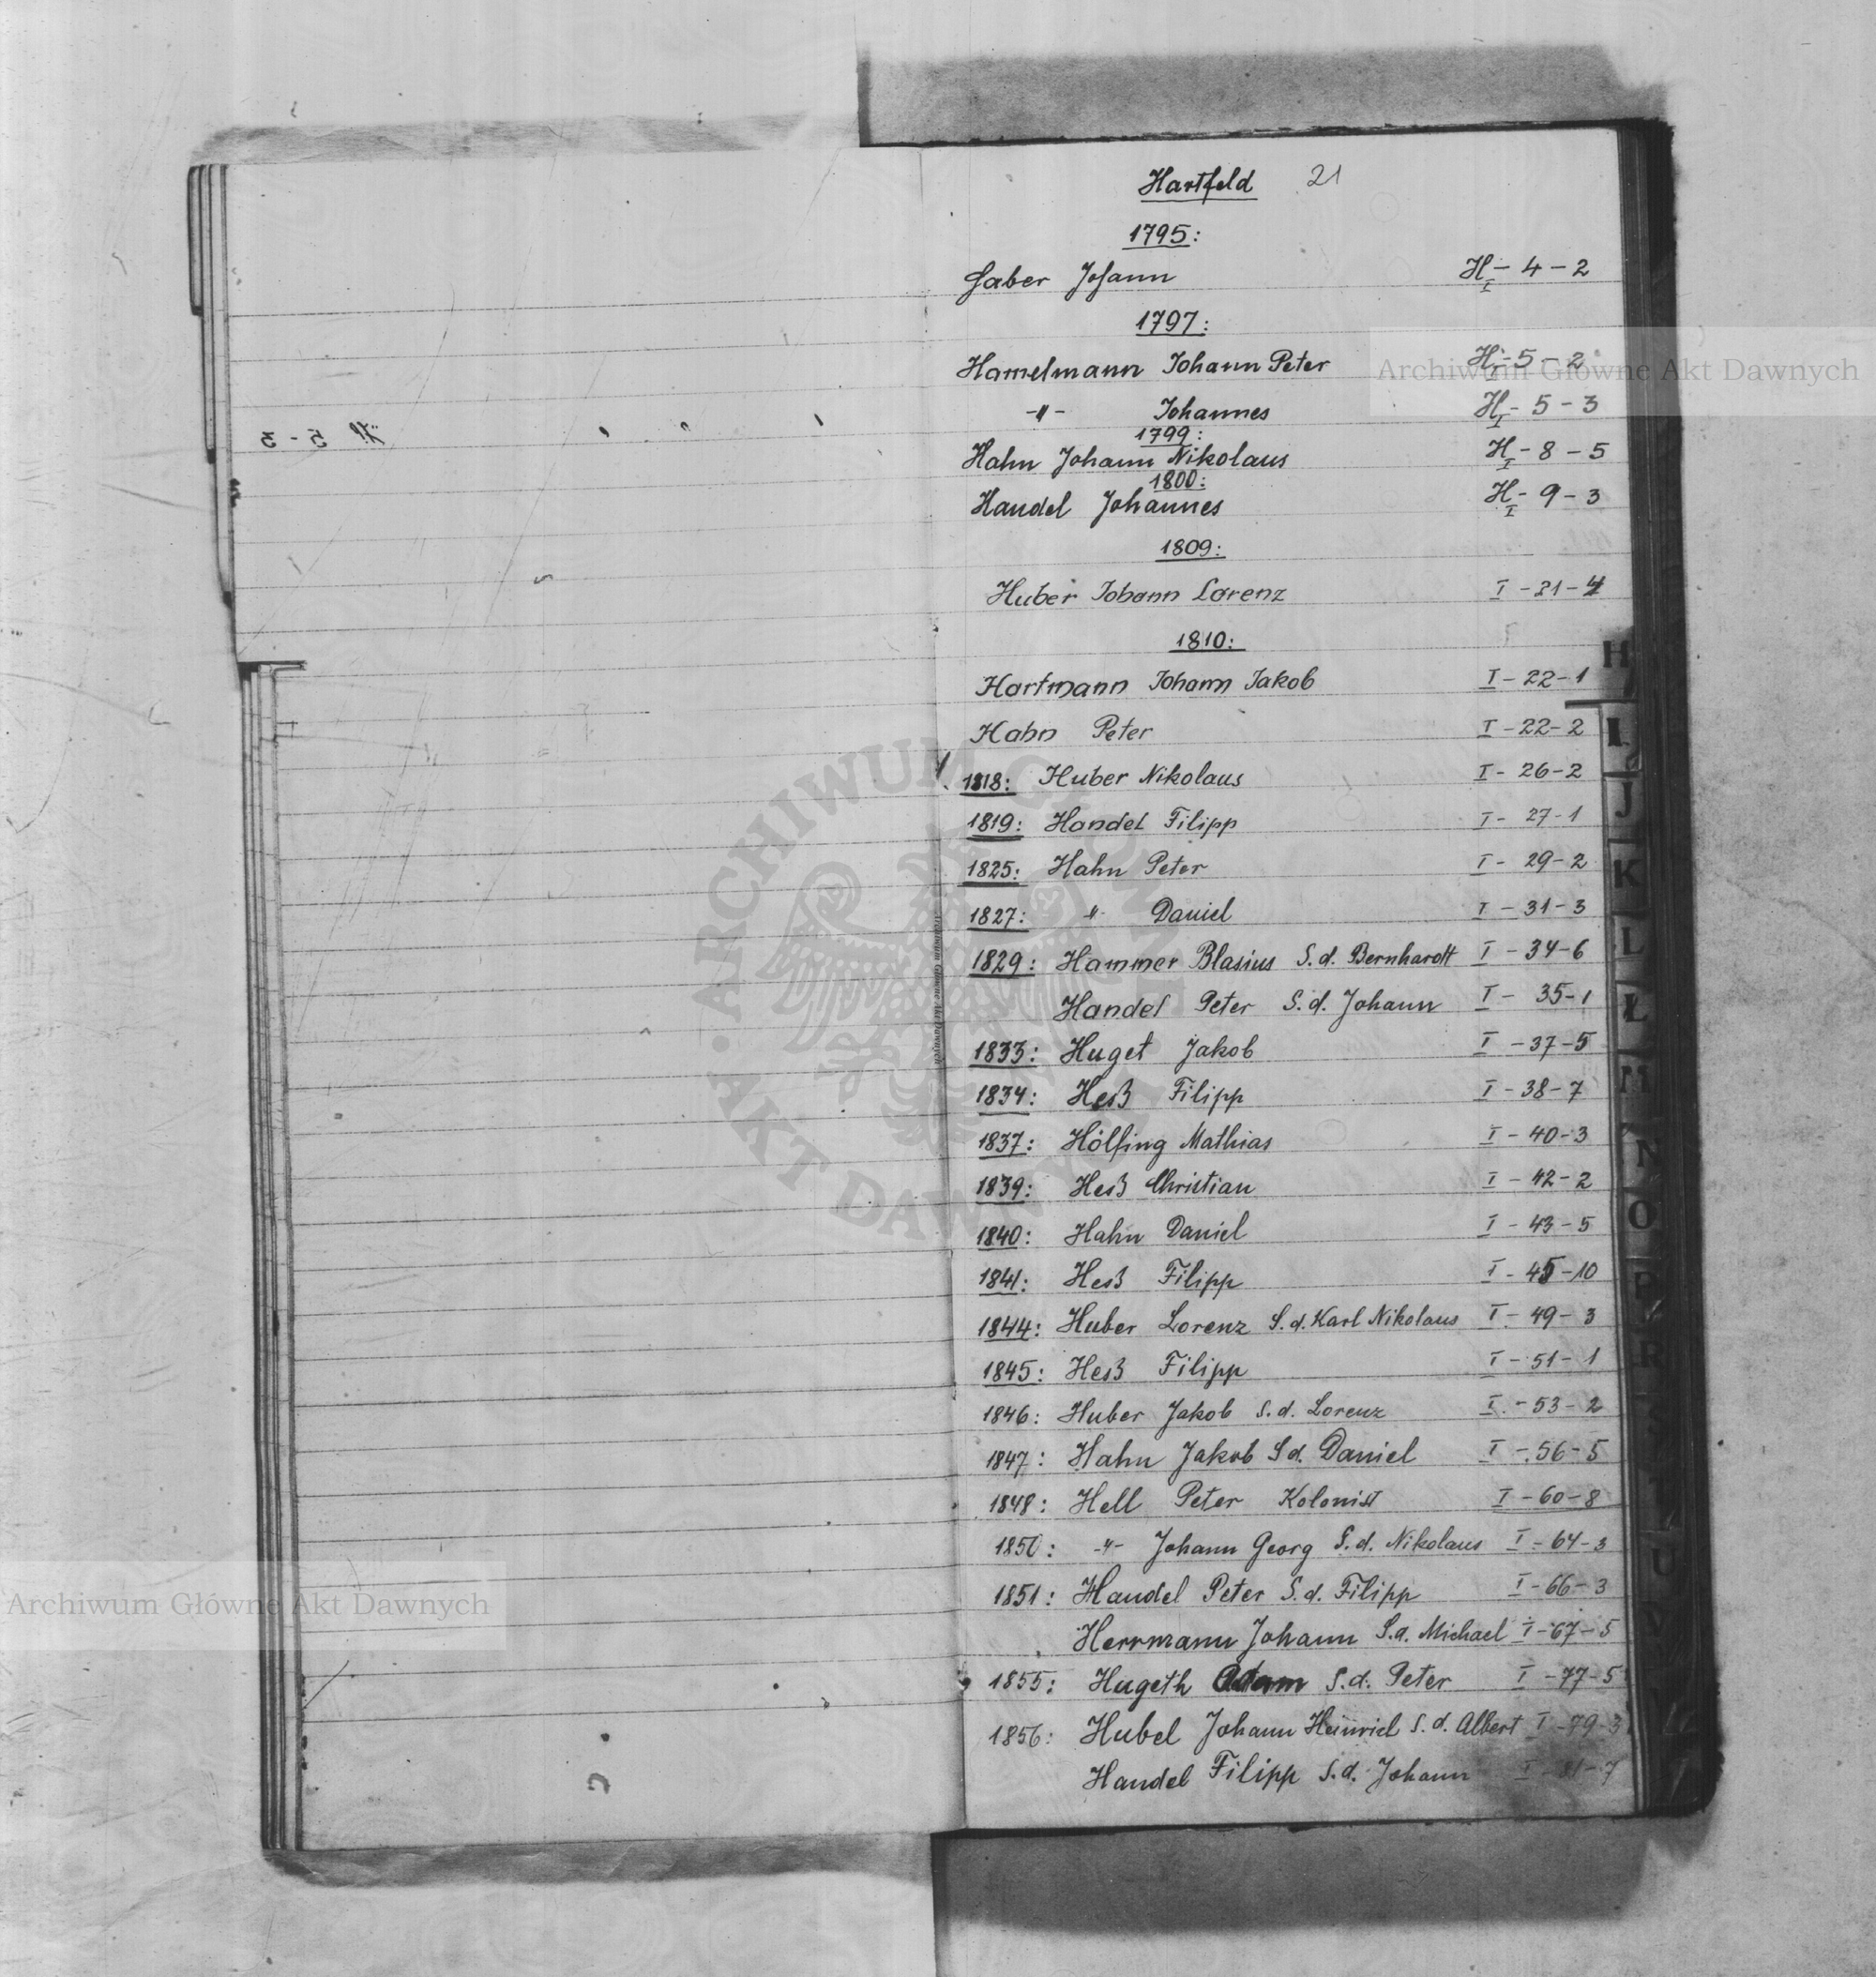 Hartfeld 21
1795:
Haber Johann H I - 4 - 2
1797:
Hamelmann Johann Peter H I - 5 - 2
-"- Johannes H I - 5 - 3
1799:
Hahn Johann Nikolaus H I - 8 - 5
1800:
Handel Johannes H I - 9 - 3
1809:
Huber Johann Lorenz I - 21 - 4
1810:
Hartmann Johann Jakob I - 22 - 1
Hahn Peter I - 22 - 2
1818: Huber Nikolaus I - 26 - 2
1819: Handel Filipp I - 27 - 1
1825: Hahn Peter I - 29 - 2
1827: -"- Daniel I - 31 - 3
1829: Hammer Blasius S.d. Bernhardt I - 34 - 6
Handel Peter S.d. Johann I - 35 - 1
1833: Huget Jakob I - 37 - 5
1834: Heß Filipp I - 38 - 7
1837: Hölfing Mathias I - 40 - 3
1839: Heß Christian I - 42 - 2
1840: Hahn Daniel I - 43 - 5
1841: Heß Filipp I - 45 - 10
1844: Huber Lorenz S.d. Karl Nikolaus I - 49 - 3
1845: Heß Filipp I - 51 - 1
1846: Huber Jakob S.d. Lorenz I - 53 - 2
1847: Hahn Jakob S.d. Daniel I - 56 - 5
1848: Hell Peter Kolonist I - 60 - 8
1850: -"- Johann Georg S.d. Nikolaus I - 64 - 3
1851: Handel Peter S.d. Filipp I - 66 - 3
Herrmann Johann S.d. Michael I - 67 - 5
1855: Hugeth Adam S.d. Peter I - 77 - 5
1856: Hubel Johann Heinrich S.d. Albert I - 79 - 3
Handel Filipp S.d. Johann I - 81 - 7
H
I
J
K
L
Ł
M
N
O
P
R
U
Archiwum Główne Akt Dawnych
Archiwum Główne Akt Dawnych
ARCHIWUM GŁÓWNE AKT DAWNYCH